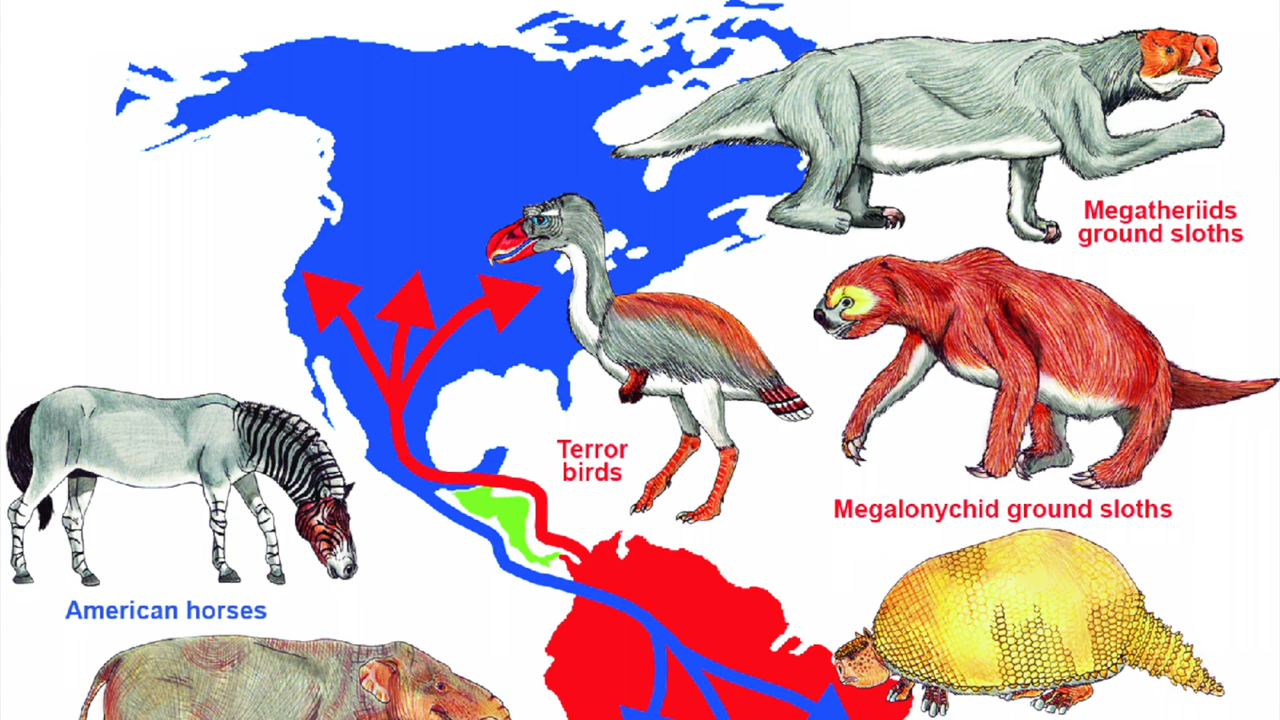 Megatheriids
ground sloths
Terror
birds
Megalonychid ground sloths
American horses